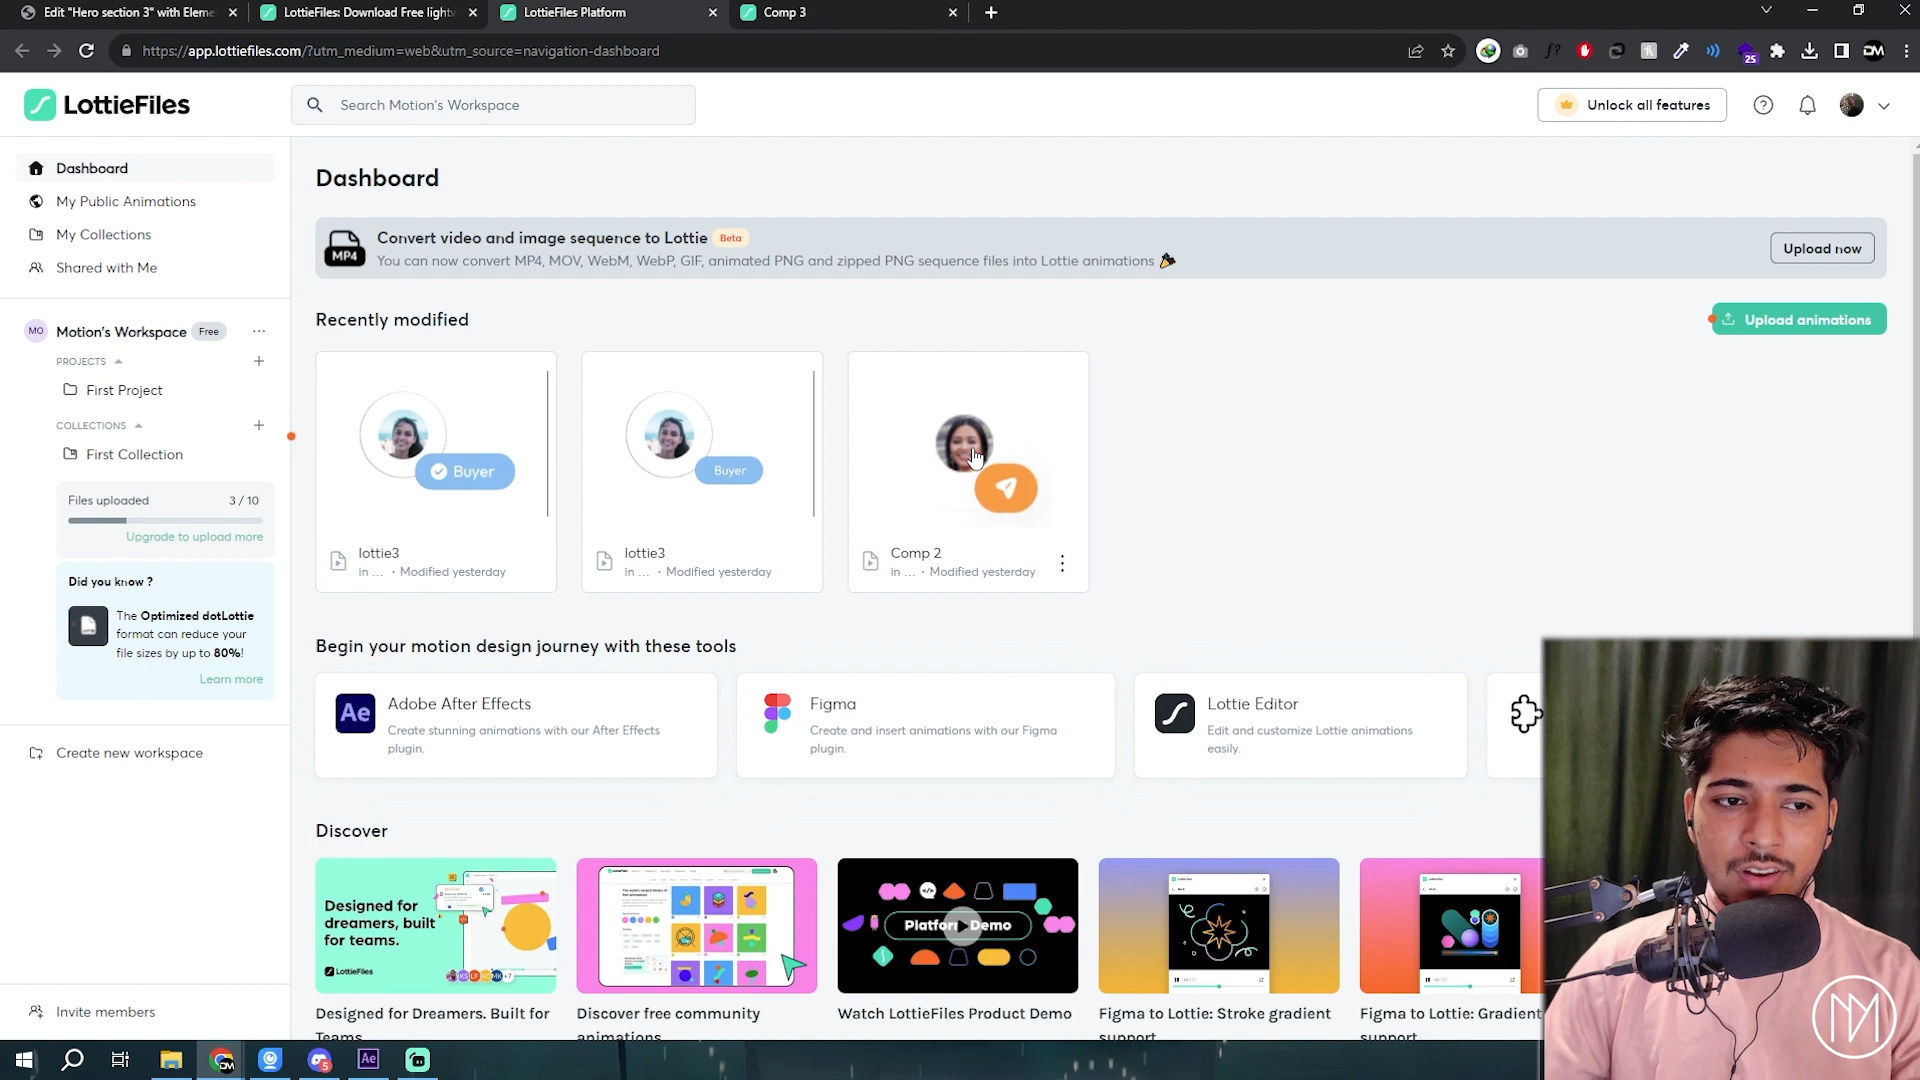 Edit "Hero section 3" with Eleme
LottieFiles: Download Free lightw
LottieFiles Platform
Comp 3
https://app.lottiefiles.com/?utm_medium=web&utm_source=navigation-dashboard
25
DM
LottieFiles
Search Motion's Workspace
Unlock all features
Dashboard
My Public Animations
My Collections
Shared with Me
MO
Motion's Workspace
Free
PROJECTS
First Project
COLLECTIONS
First Collection
Files uploaded
3 / 10
Upgrade to upload more
Did you know ?
The Optimized dotLottie
format can reduce your
file sizes by up to 80%!
Learn more
Create new workspace
Invite members
Dashboard
MP4
Convert video and image sequence to Lottie
Beta
You can now convert MP4, MOV, WebM, WebP, GIF, animated PNG and zipped PNG sequence files into Lottie animations
Upload now
Recently modified
Upload animations
Buyer
lottie3
in ... • Modified yesterday
Buyer
lottie3
in ... • Modified yesterday
Comp 2
in ... • Modified yesterday
Begin your motion design journey with these tools
Ae
Adobe After Effects
Create stunning animations with our After Effects
plugin.
Figma
Create and insert animations with our Figma
plugin.
Lottie Editor
Edit and customize Lottie animations
easily.
Discover
Designed for
dreamers, built
for teams.
LottieFiles
Designed for Dreamers. Built for
Teams
Discover free community
animations
Platform Demo
Watch LottieFiles Product Demo
Figma to Lottie: Stroke gradient
support
Figma to Lottie: Gradient
support
DM
5
Ae